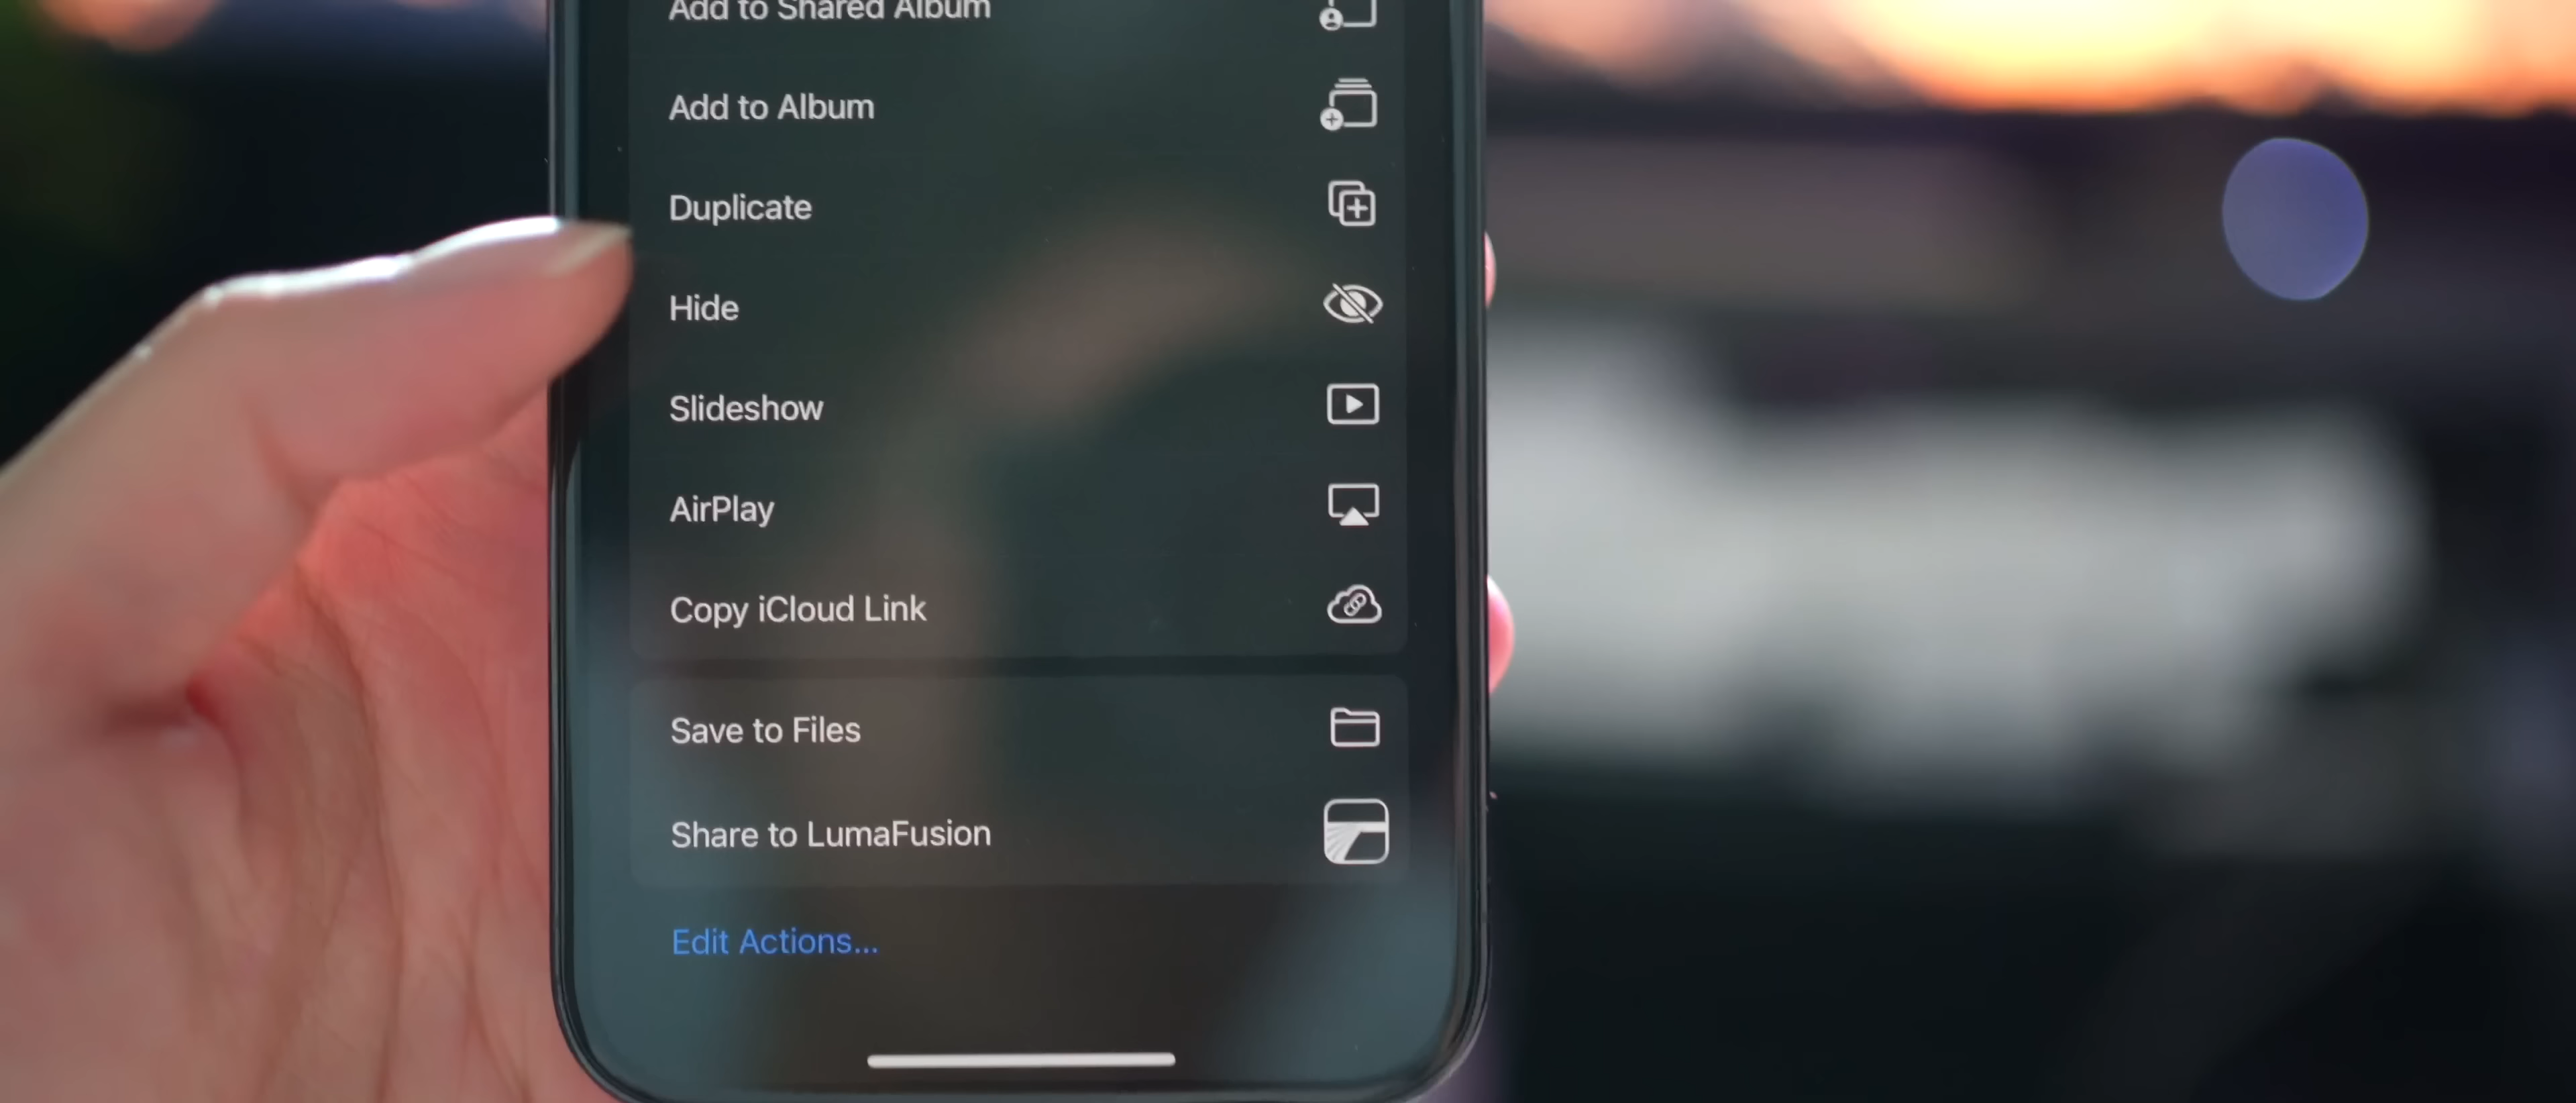 Add to Shared Album
Add to Album
Duplicate
Hide
Slideshow
AirPlay
Copy iCloud Link
Save to Files
Share to LumaFusion
Edit Actions...